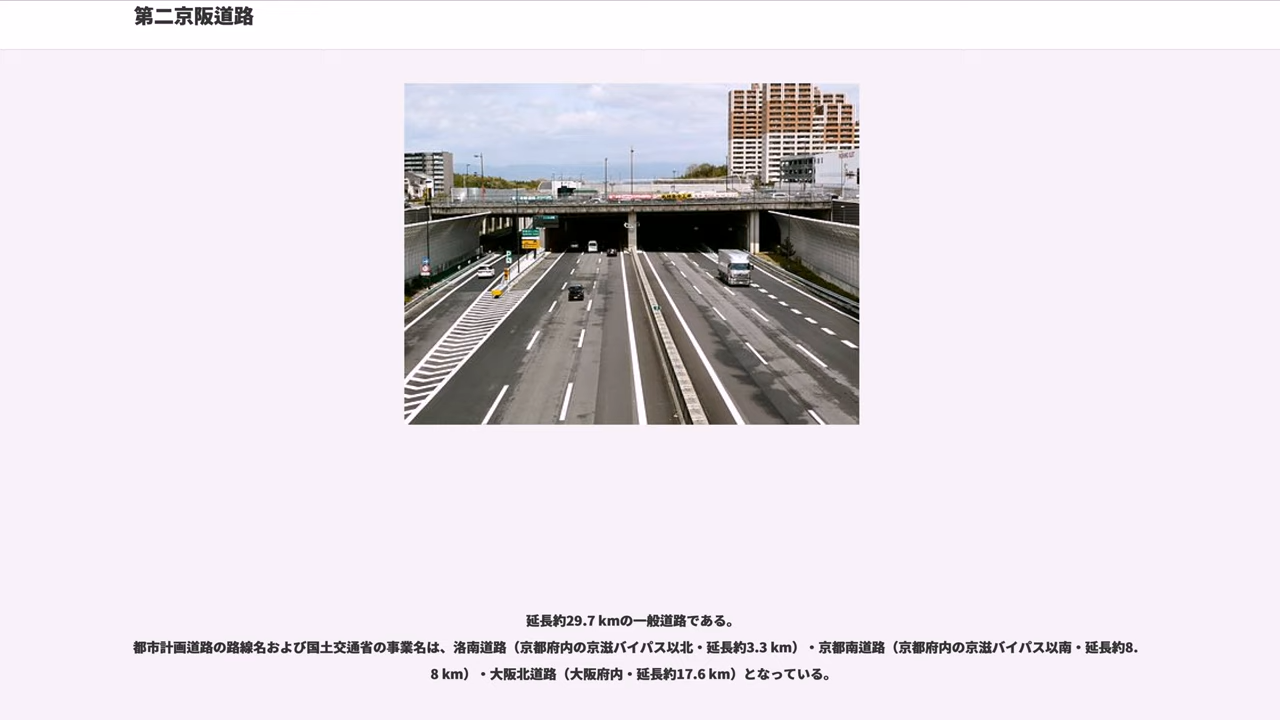 第二京阪道路
延長約29.7 kmの一般道路である。
都市計画道路の路線名および国土交通省の事業名は、洛南道路（京都府内の京滋バイパス以北・延長約3.3 km）・京都南道路（京都府内の京滋バイパス以南・延長約8.
8 km）・大阪北道路（大阪府内・延長約17.6 km）となっている。